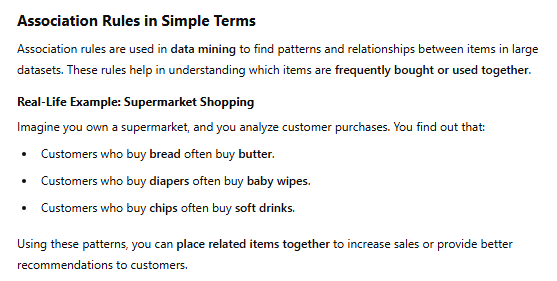 Association Rules in Simple Terms
Association rules are used in data mining to find patterns and relationships between items in large
datasets. These rules help in understanding which items are frequently bought or used together.
Real-Life Example: Supermarket Shopping
Imagine you own a supermarket, and you analyze customer purchases. You find out that:
• Customers who buy bread often buy butter.
• Customers who buy diapers often buy baby wipes.
• Customers who buy chips often buy soft drinks.
Using these patterns, you can place related items together to increase sales or provide better
recommendations to customers.